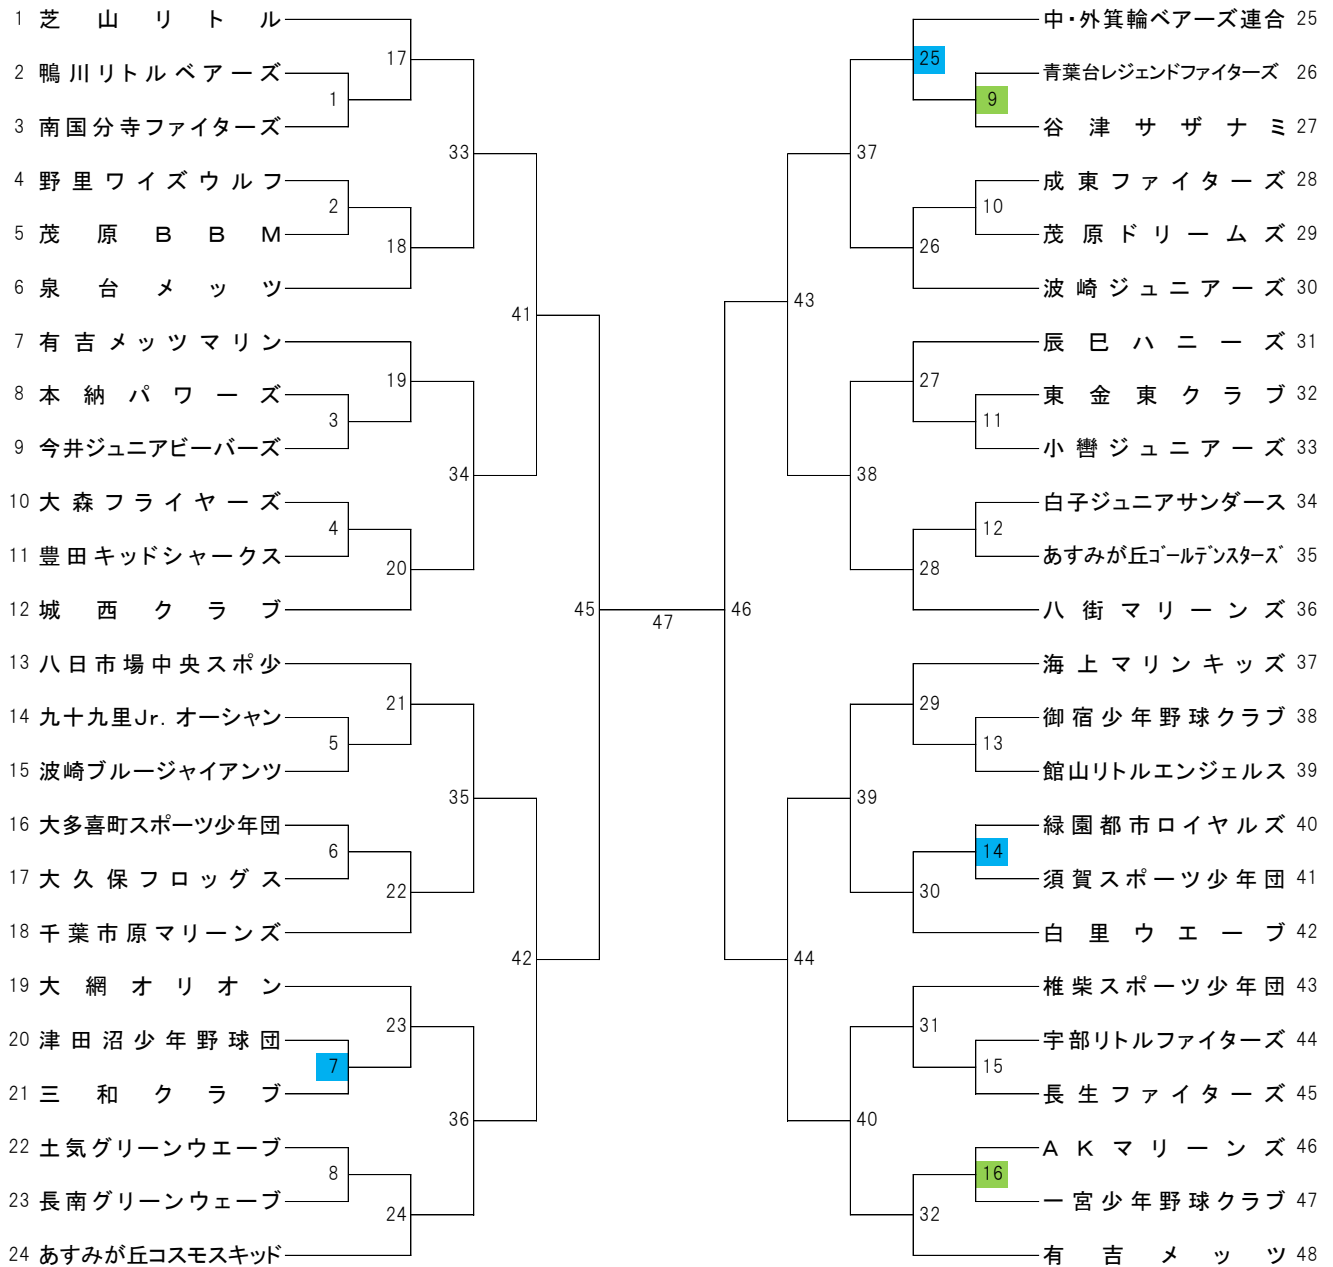 1 芝山リトル
2 鴨川リトルベアーズ
3 南国分寺ファイターズ
4 野里ワイズウルフ
5 茂原BBM
6 泉台メッツ
7 有吉メッツマリン
8 本納パワーズ
9 今井ジュニアビーバーズ
10 大森フライヤーズ
11 豊田キッドシャークス
12 城西クラブ
13 八日市場中央スポ少
14 九十九里Jr.オーシャン
15 波崎ブルージャイアンツ
16 大多喜町スポーツ少年団
17 大久保フロッグス
18 千葉市原マリーンズ
19 大網オリオン
20 津田沼少年野球団
21 三和クラブ
22 土気グリーンウエーブ
23 長南グリーンウェーブ
24 あすみが丘コスモスキッド
1
2
3
4
5
6
7
8
17
18
19
20
21
22
23
24
33
34
35
36
41
42
45
47
46
43
44
37
38
39
40
25
26
27
28
29
30
31
32
9
10
11
12
13
14
15
16
中・外箕輪ベアーズ連合 25
青葉台レジェンドファイターズ 26
谷津サザナミ 27
成東ファイターズ 28
茂原ドリームズ 29
波崎ジュニアーズ 30
辰巳ハニーズ 31
東金東クラブ 32
小轡ジュニアーズ 33
白子ジュニアサンダース 34
あすみが丘ゴールデンスターズ 35
八街マリーンズ 36
海上マリンキッズ 37
御宿少年野球クラブ 38
館山リトルエンジェルス 39
緑園都市ロイヤルズ 40
須賀スポーツ少年団 41
白里ウエーブ 42
椎柴スポーツ少年団 43
宇部リトルファイターズ 44
長生ファイターズ 45
AKマリーンズ 46
一宮少年野球クラブ 47
有吉メッツ 48